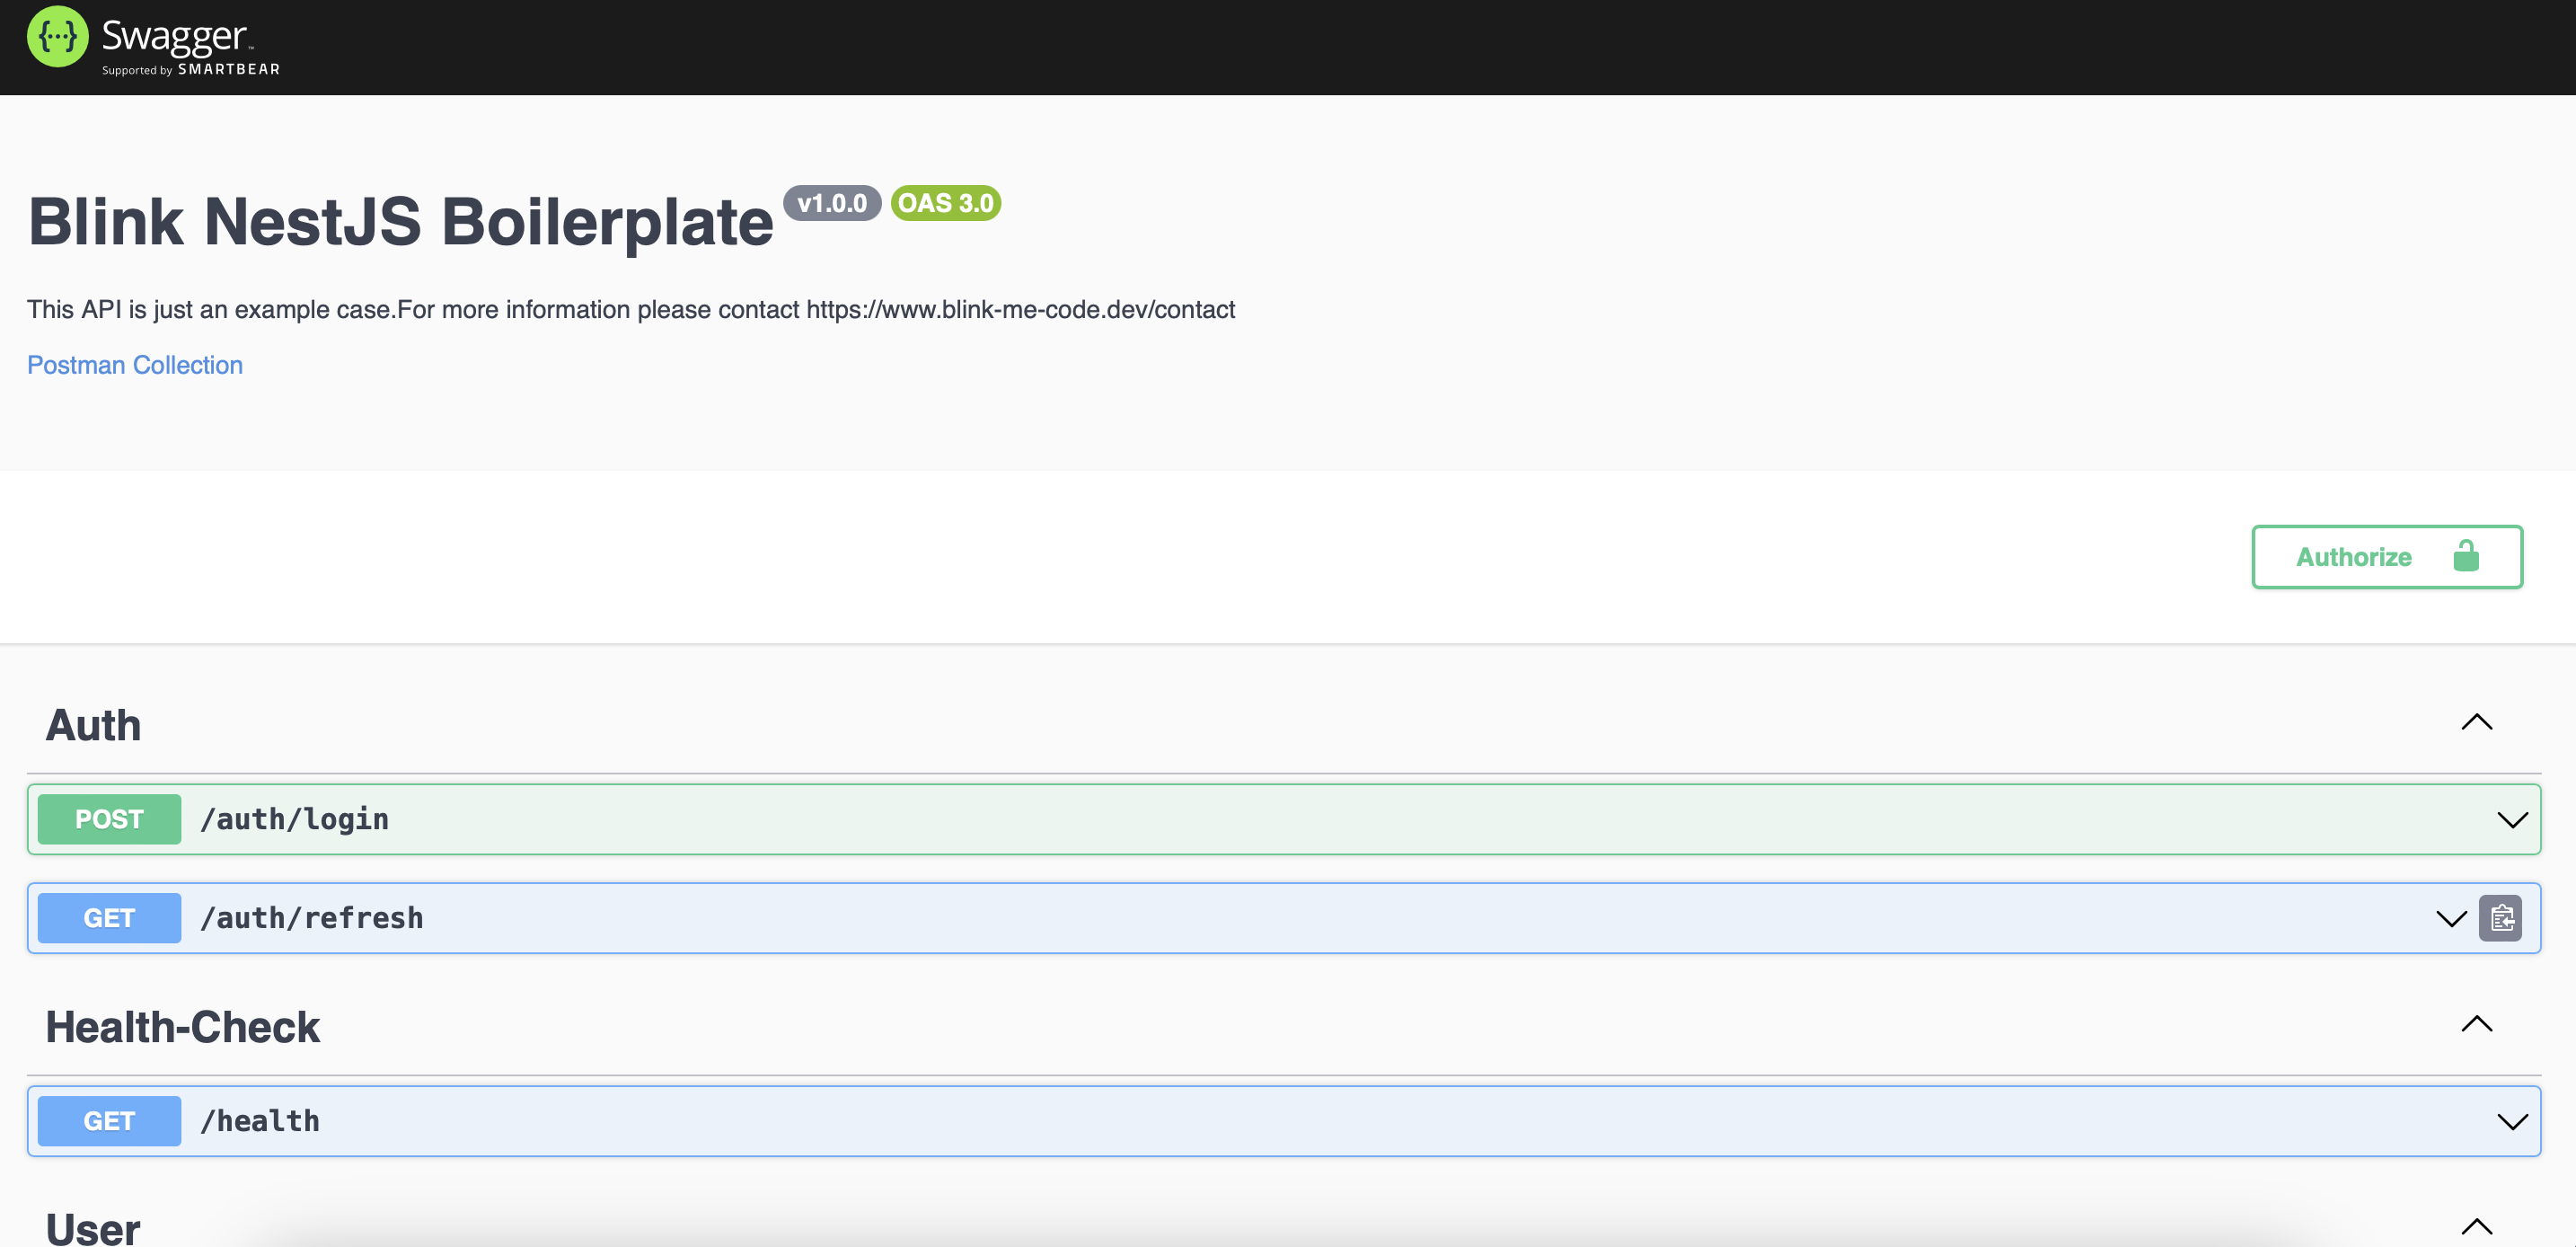 Swagger™
Supported by SMARTBEAR
Blink NestJS Boilerplate v1.0.0 OAS 3.0
This API is just an example case.For more information please contact https://www.blink-me-code.dev/contact
Postman Collection
Authorize
Auth
POST /auth/login
GET /auth/refresh
Health-Check
GET /health
User